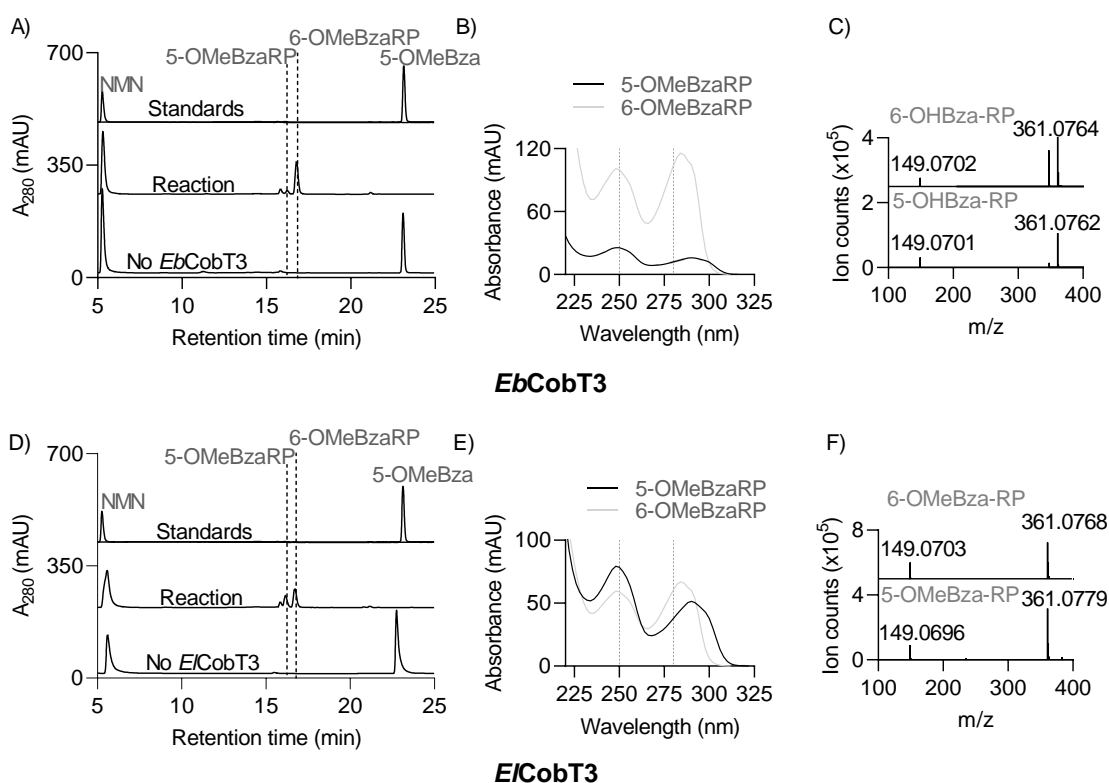 A)
6-OMeBzaRP
5-OMeBzaRP
5-OMeBza
700
NMN
Standards
350
Reaction
No EbCobT3
0
A280 (mAU)
5 10 15 20 25
Retention time (min)
B)
5-OMeBzaRP
6-OMeBzaRP
120
60
0
Absorbance (mAU)
225 250 275 300 325
Wavelength (nm)
C)
6-OHBza-RP
361.0764
4
149.0702
2
5-OHBza-RP
361.0762
149.0701
0
Ion counts (x10⁵)
100 200 300 400
m/z
EbCobT3
D)
6-OMeBzaRP
5-OMeBzaRP
5-OMeBza
700
NMN
Standards
350
Reaction
No ElCobT3
0
A280 (mAU)
5 10 15 20 25
Retention time (min)
E)
5-OMeBzaRP
6-OMeBzaRP
100
50
0
Absorbance (mAU)
225 250 275 300 325
Wavelength (nm)
F)
6-OMeBza-RP
361.0768
8
149.0703
4
5-OMeBza-RP
361.0779
149.0696
0
Ion counts (x10⁵)
100 200 300 400
m/z
ElCobT3